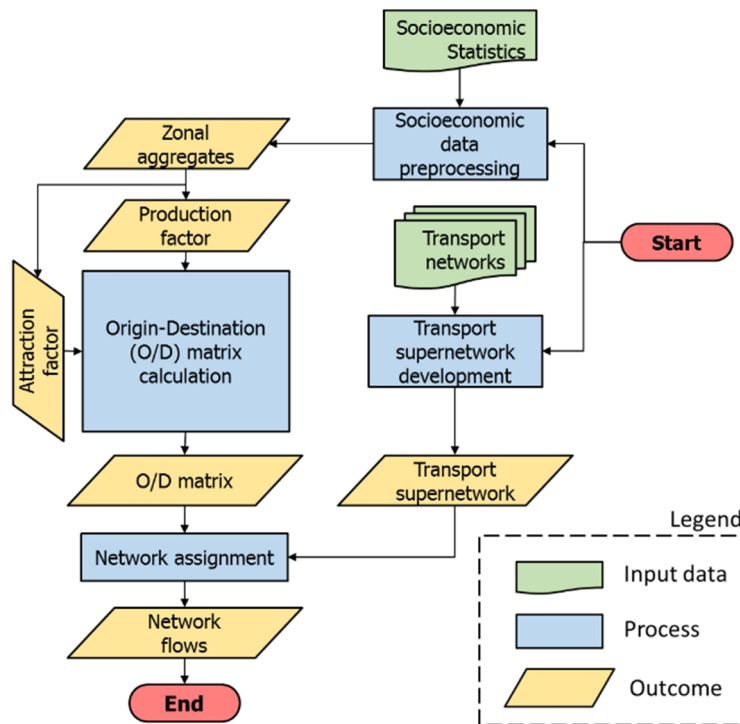 Socioeconomic
Statistics
Socioeconomic
data
preprocessing
Zonal
aggregates
Production
factor
Attraction
factor
Transport
networks
Start
Origin-Destination
(O/D) matrix
calculation
Transport
supernetwork
development
O/D matrix
Transport
supernetwork
Network assignment
Network
flows
End
Legend
Input data
Process
Outcome